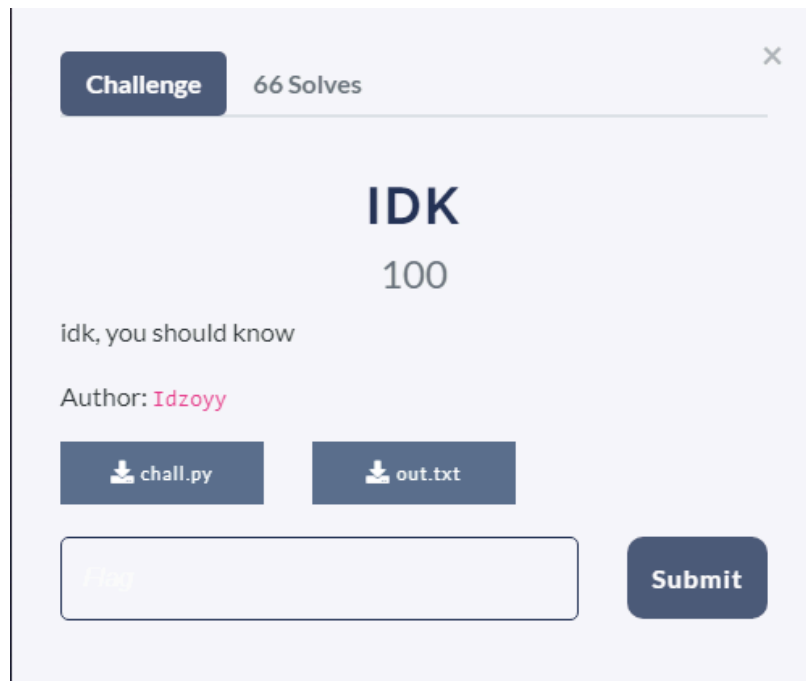 ×
Challenge 66 Solves
IDK
100
idk, you should know
Author: Idzoyy
chall.py out.txt
Flag
Submit